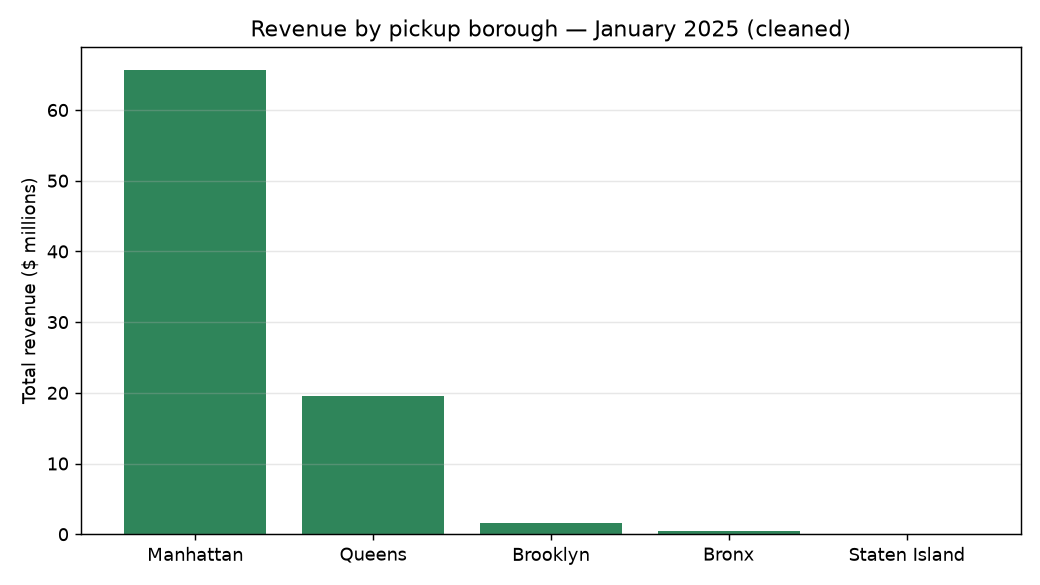 Revenue by pickup borough — January 2025 (cleaned)
Total revenue ($ millions)
60
50
40
30
20
10
0
Manhattan Queens Brooklyn Bronx Staten Island